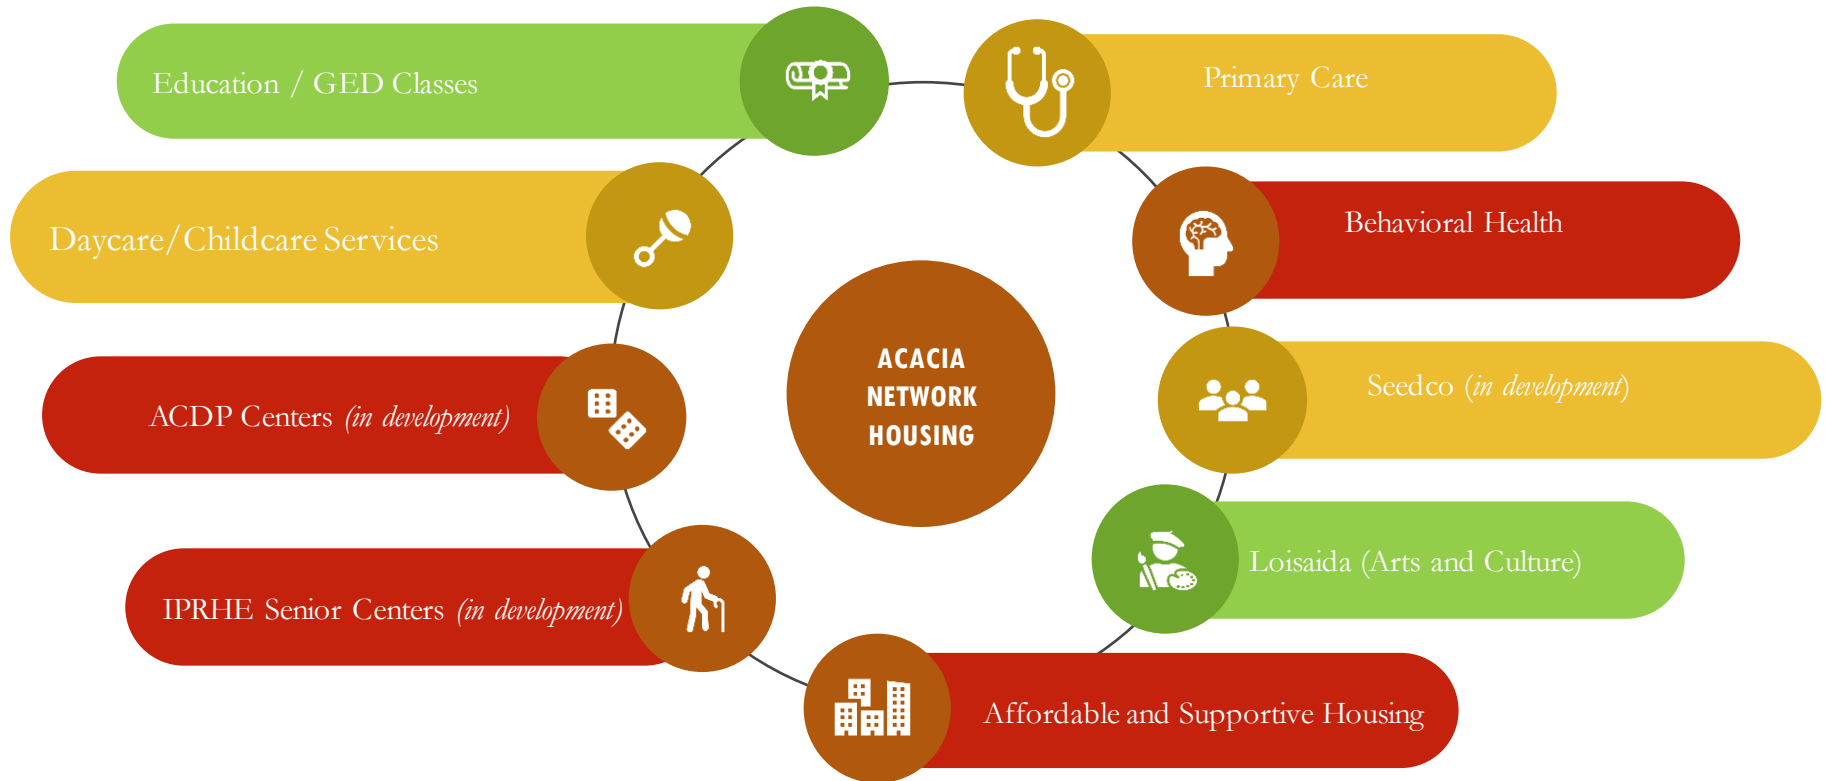 Education / GED Classes
Primary Care
Daycare/Childcare Services
Behavioral Health
ACACIA
NETWORK
HOUSING
ACDP Centers (in development)
Seedco (in development)
IPRHE Senior Centers (in development)
Loisaida (Arts and Culture)
Affordable and Supportive Housing